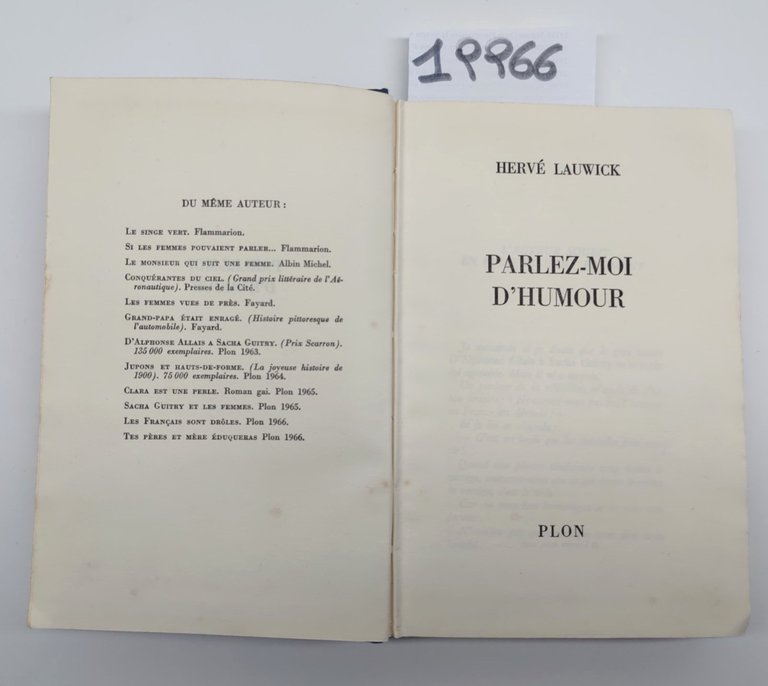 19966
DU MÊME AUTEUR :
LE SINGE VERT. Flammarion.
SI LES FEMMES POUVAIENT PARLER... Flammarion.
LE MONSIEUR QUI SUIT UNE FEMME. Albin Michel.
CONQUÉRANTES DU CIEL. (Grand prix littéraire de l'Aé-
ronautique). Presses de la Cité.
LES FEMMES VUES DE PRÈS. Fayard.
GRAND-PAPA ÉTAIT ENRAGÉ. (Histoire pittoresque de
l'automobile). Fayard.
D'ALPHONSE ALLAIS A SACHA GUITRY. (Prix Scarron).
135 000 exemplaires. Plon 1963.
JUPONS ET HAUTS-DE-FORME. (La joyeuse histoire de
1900). 75 000 exemplaires. Plon 1964.
CLARA EST UNE PERLE. Roman gai. Plon 1965.
SACHA GUITRY ET LES FEMMES. Plon 1965.
LES FRANÇAIS SONT DRÔLES. Plon 1966.
TES PÈRES ET MÈRE ÉDUQUERAS Plon 1966.
HERVÉ LAUWICK
PARLEZ-MOI
D'HUMOUR
PLON